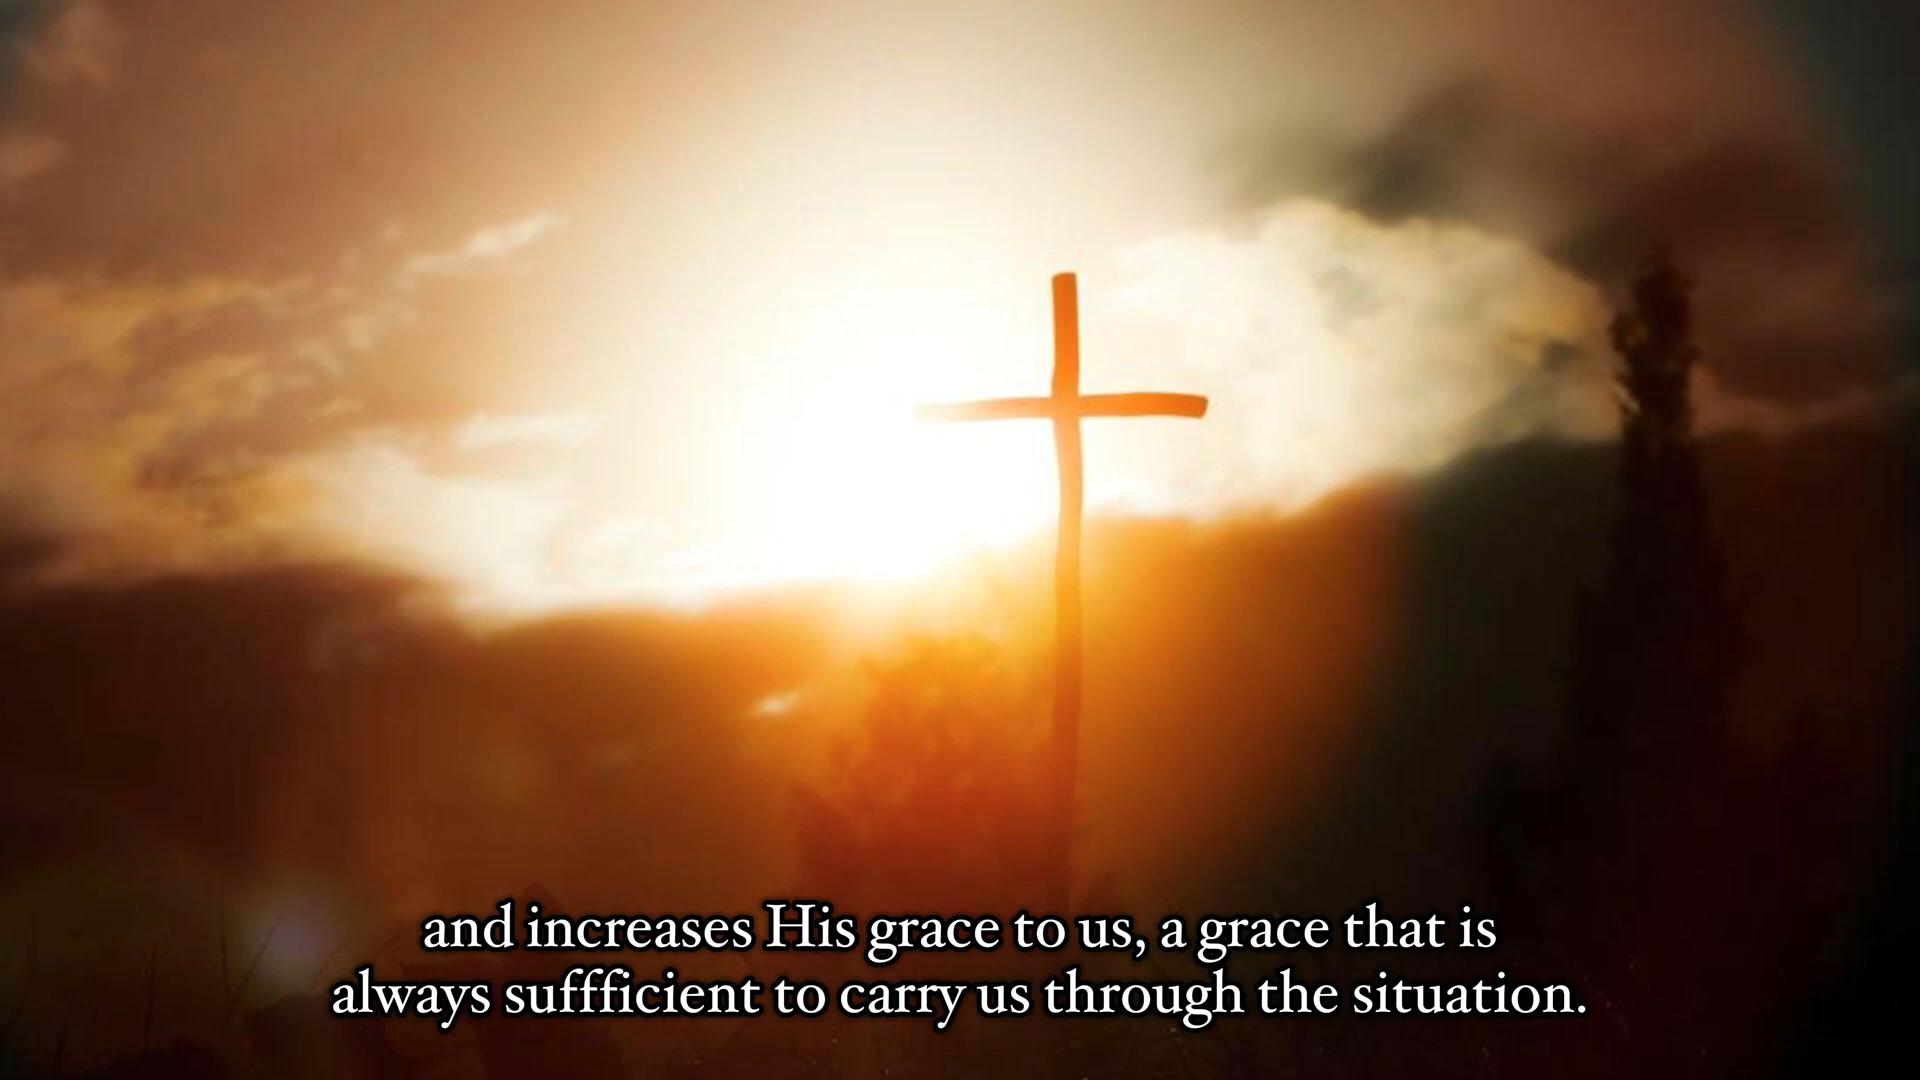 and increases His grace to us, a grace that is
always suffficient to carry us through the situation.